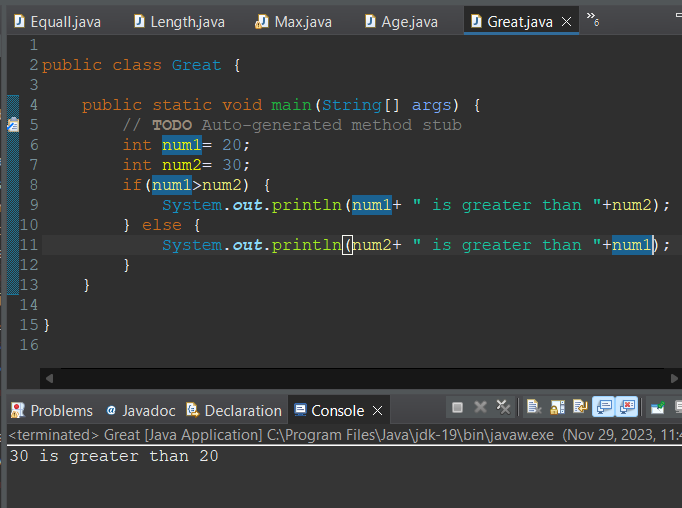 Equall.java Length.java Max.java Age.java Great.java »6
1
2 public class Great {
3
4     public static void main(String[] args) {
5         // TODO Auto-generated method stub
6         int num1= 20;
7         int num2= 30;
8         if(num1>num2) {
9             System.out.println(num1+ " is greater than "+num2);
10         } else {
11             System.out.println(num2+ " is greater than "+num1);
12         }
13     }
14
15 }
16
Problems @ Javadoc Declaration Console
<terminated> Great [Java Application] C:\Program Files\Java\jdk-19\bin\javaw.exe (Nov 29, 2023, 11:4
30 is greater than 20